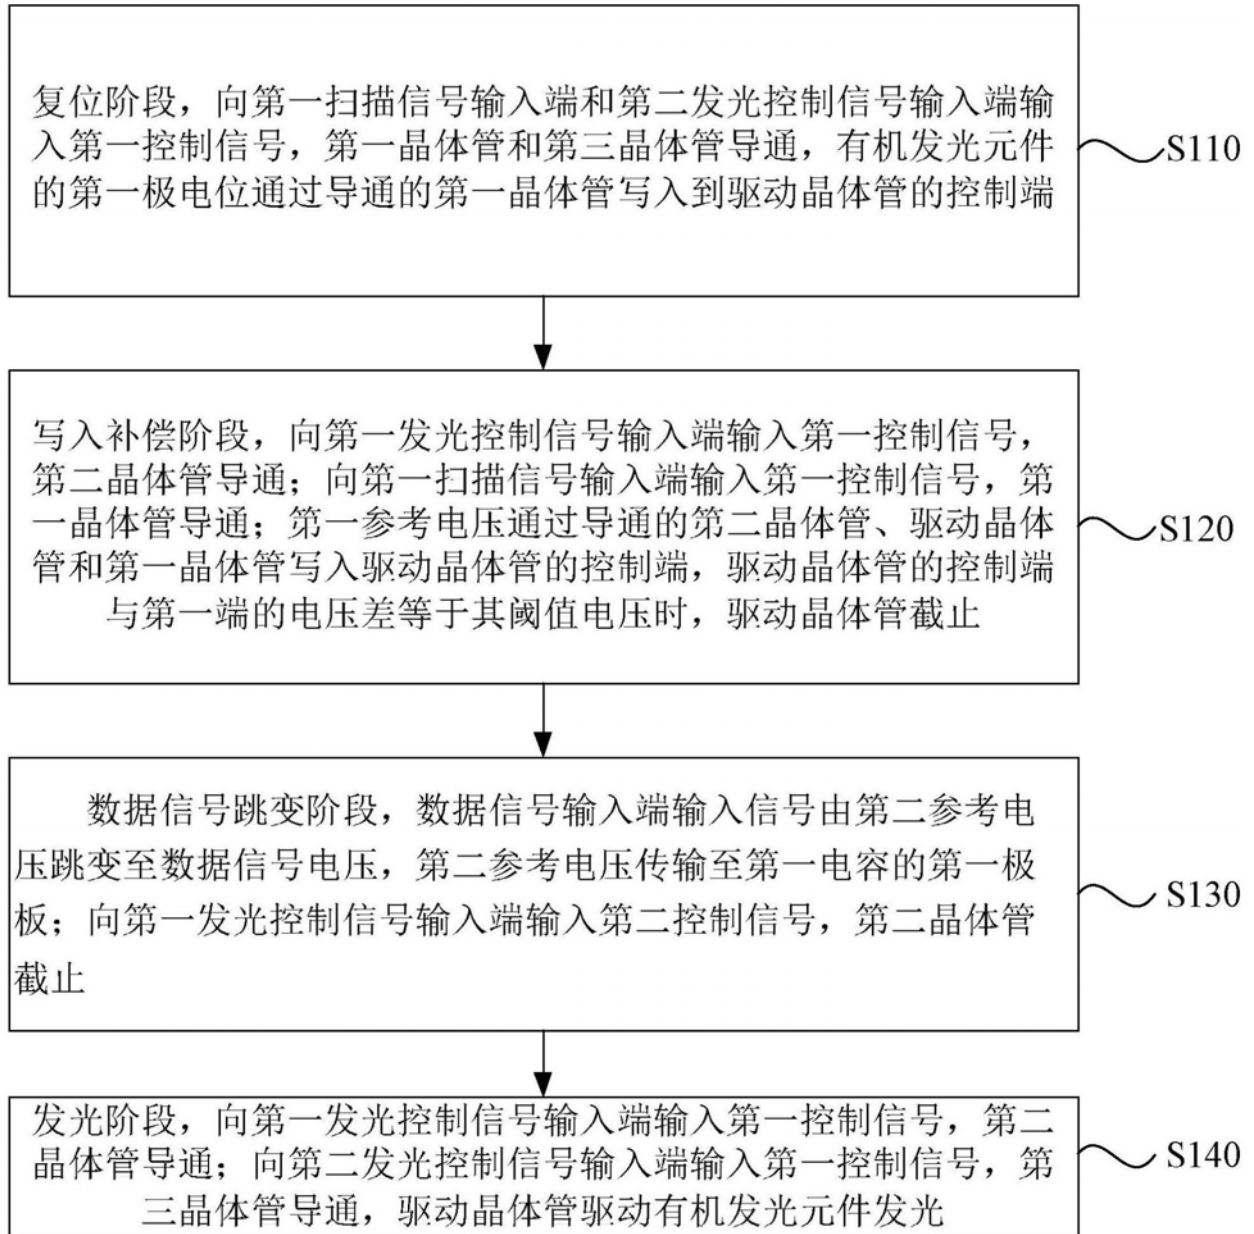 复位阶段，向第一扫描信号输入端和第二发光控制信号输入端输
入第一控制信号，第一晶体管和第三晶体管导通，有机发光元件
的第一极电位通过导通的第一晶体管写入到驱动晶体管的控制端
S110
写入补偿阶段，向第一发光控制信号输入端输入第一控制信号，
第二晶体管导通；向第一扫描信号输入端输入第一控制信号，第
一晶体管导通；第一参考电压通过导通的第二晶体管、驱动晶体
管和第一晶体管写入驱动晶体管的控制端，驱动晶体管的控制端
与第一端的电压差等于其阈值电压时，驱动晶体管截止
S120
数据信号跳变阶段，数据信号输入端输入信号由第二参考电
压跳变至数据信号电压，第二参考电压传输至第一电容的第一极
板；向第一发光控制信号输入端输入第二控制信号，第二晶体管
截止
S130
发光阶段，向第一发光控制信号输入端输入第一控制信号，第二
晶体管导通；向第二发光控制信号输入端输入第一控制信号，第
三晶体管导通，驱动晶体管驱动有机发光元件发光
S140